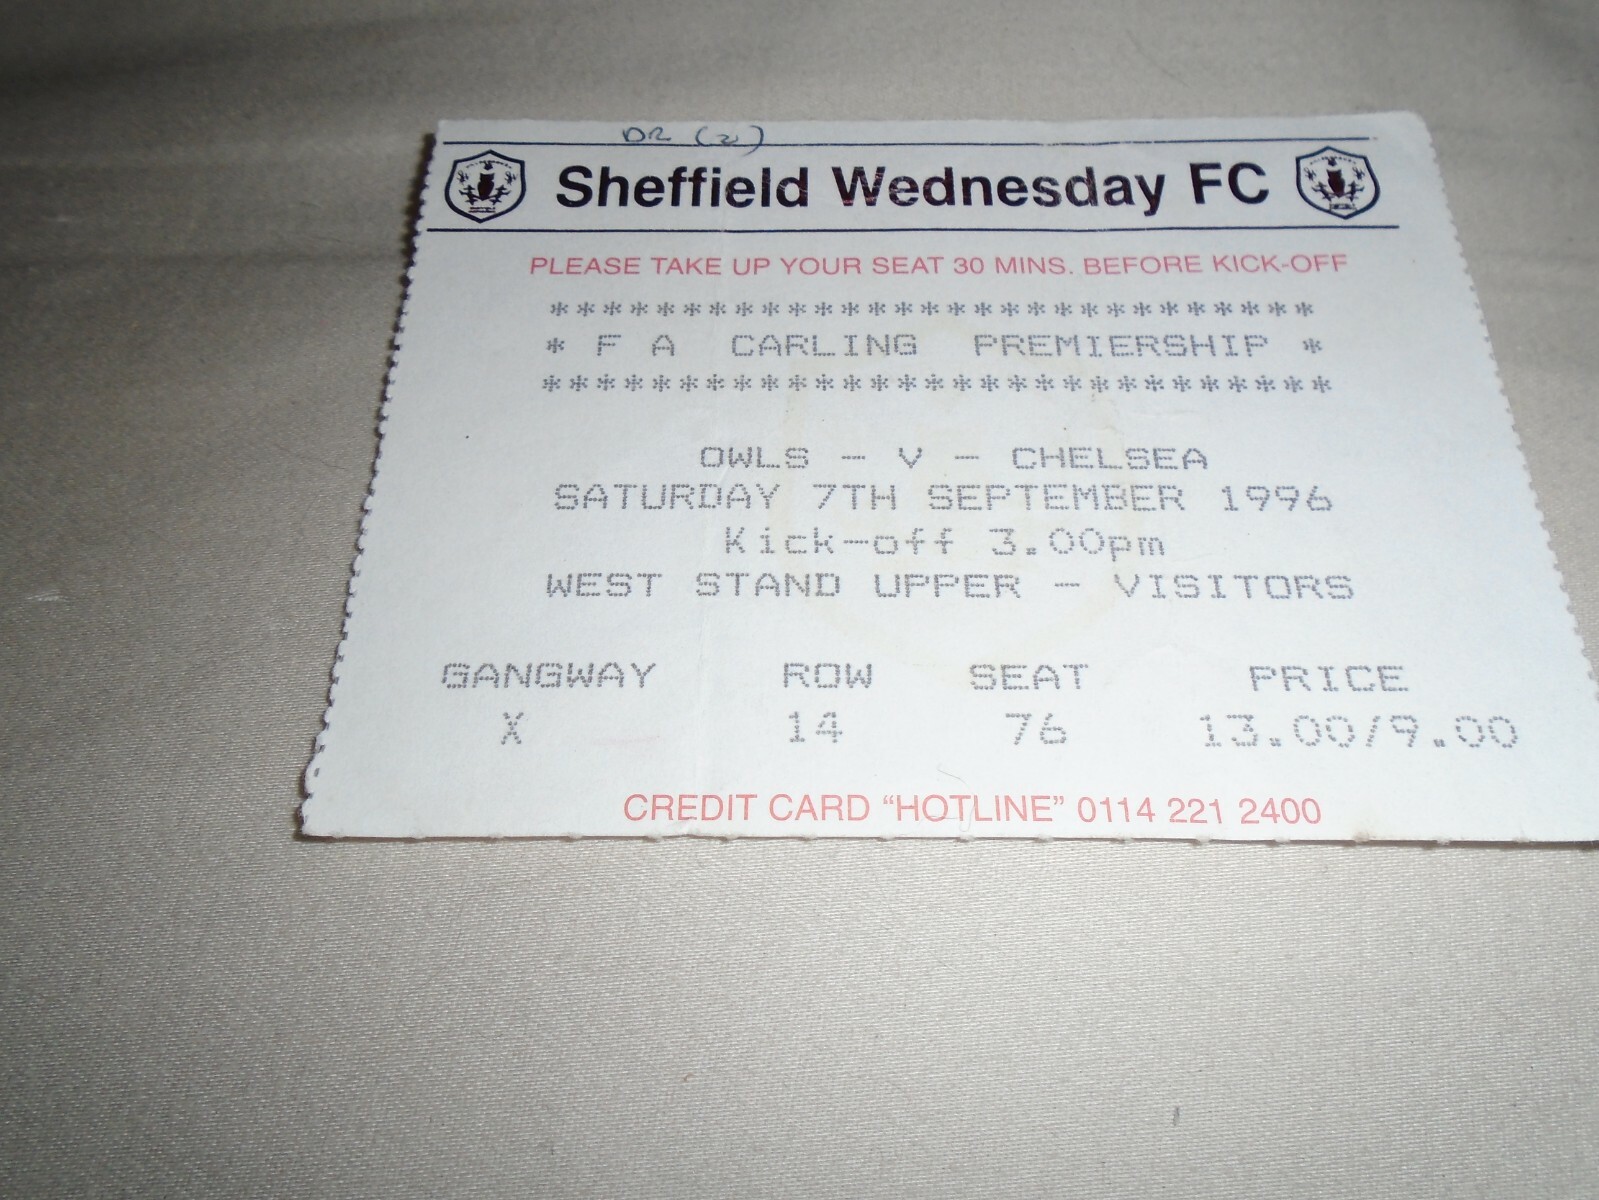 DR (2)
Sheffield Wednesday FC
PLEASE TAKE UP YOUR SEAT 30 MINS. BEFORE KICK-OFF
*****************************
* F A CARLING PREMIERSHIP *
*****************************
OWLS - V - CHELSEA
SATURDAY 7TH SEPTEMBER 1996
Kick-off 3.00pm
WEST STAND UPPER - VISITORS
GANGWAY ROW SEAT PRICE
X 14 76 13.00/9.00
CREDIT CARD “HOTLINE” 0114 221 2400